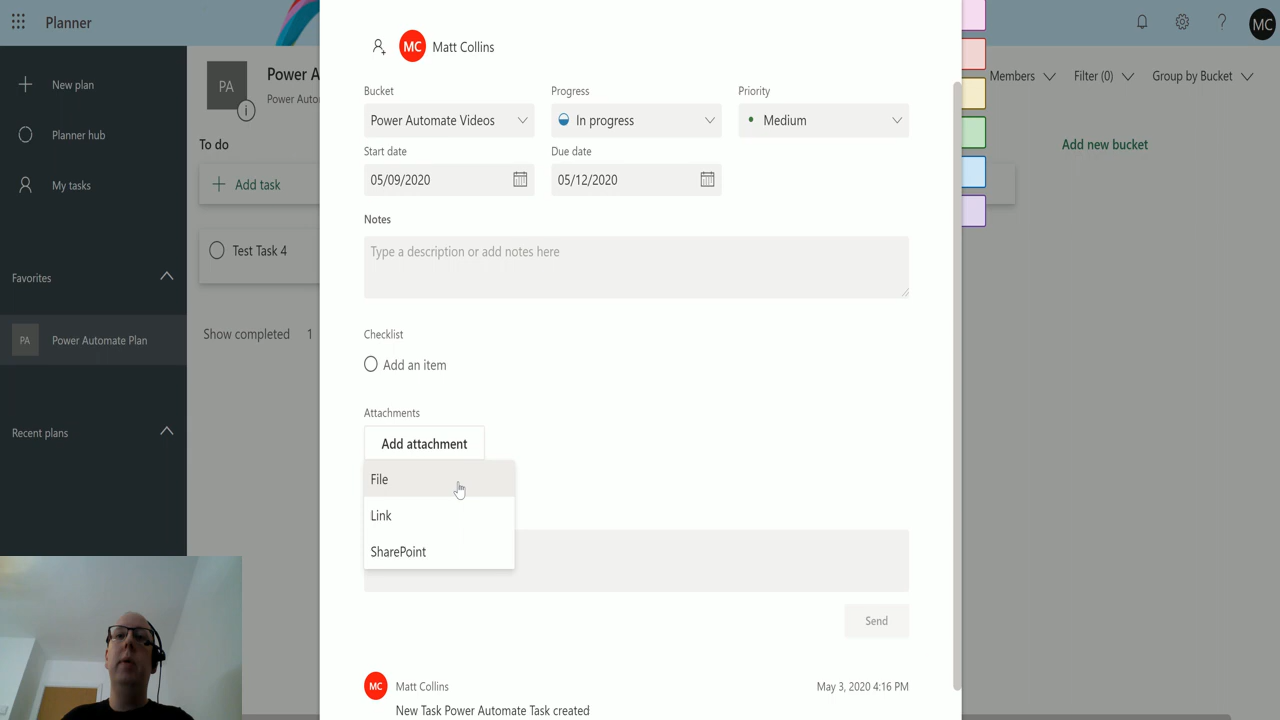 Planner
MC
New plan
Planner hub
My tasks
Favorites
PA
Power Automate Plan
Recent plans
PA
Power A
Power Auto
Members
Filter (0)
Group by Bucket
To do
Add task
Test Task 4
Show completed 1
Add new bucket
MC
Matt Collins
Bucket
Progress
Priority
Power Automate Videos
In progress
Medium
Start date
Due date
05/09/2020
05/12/2020
Notes
Type a description or add notes here
Checklist
Add an item
Attachments
Add attachment
File
Link
SharePoint
Send
MC
Matt Collins
May 3, 2020 4:16 PM
New Task Power Automate Task created